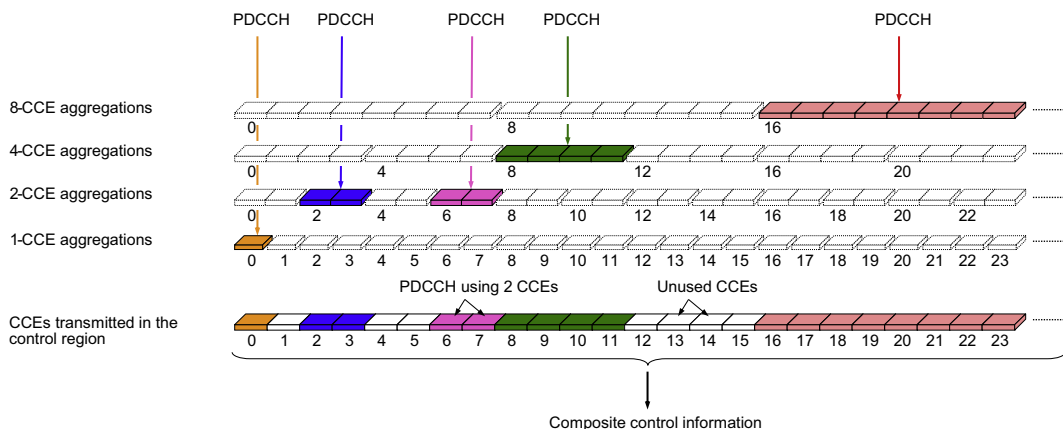 PDCCH PDCCH PDCCH PDCCH PDCCH
8-CCE aggregations
0 8 16
4-CCE aggregations
0 4 8 12 16 20
2-CCE aggregations
0 2 4 6 8 10 12 14 16 18 20 22
1-CCE aggregations
0 1 2 3 4 5 6 7 8 9 10 11 12 13 14 15 16 17 18 19 20 21 22 23
PDCCH using 2 CCEs Unused CCEs
CCEs transmitted in the
control region
0 1 2 3 4 5 6 7 8 9 10 11 12 13 14 15 16 17 18 19 20 21 22 23
Composite control information